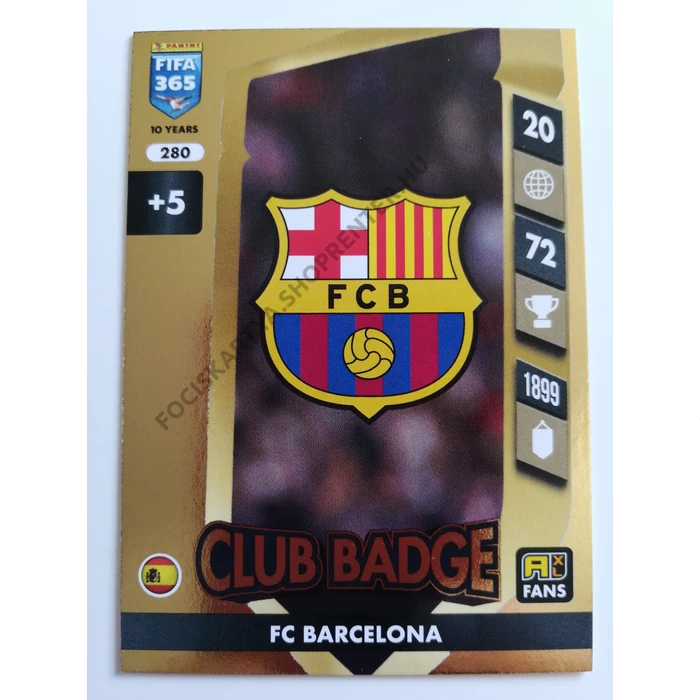 PANINI
FIFA
365
10 YEARS
280
+5
20
72
1899
FCB
FOCISKARTYA.SHOPRENTER.HU
CLUB BADGE
AXL
FANS
FC BARCELONA